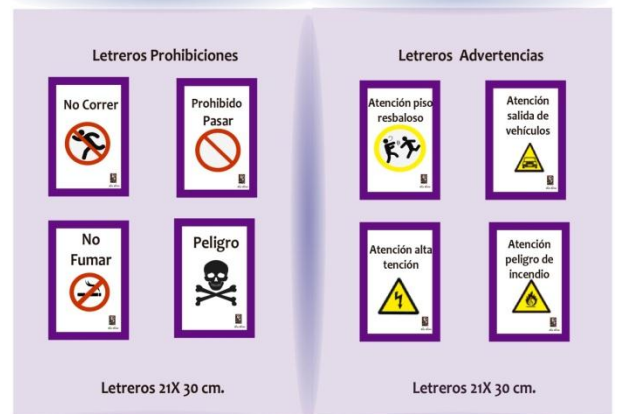 Letreros Prohibiciones
No Correr
Prohibido
Pasar
No
Fumar
Peligro
Letreros 21X 30 cm.
Letreros Advertencias
Atención piso
resbaloso
Atención
salida de
vehículos
Atención alta
tención
Atención
peligro de
incendio
Letreros 21X 30 cm.